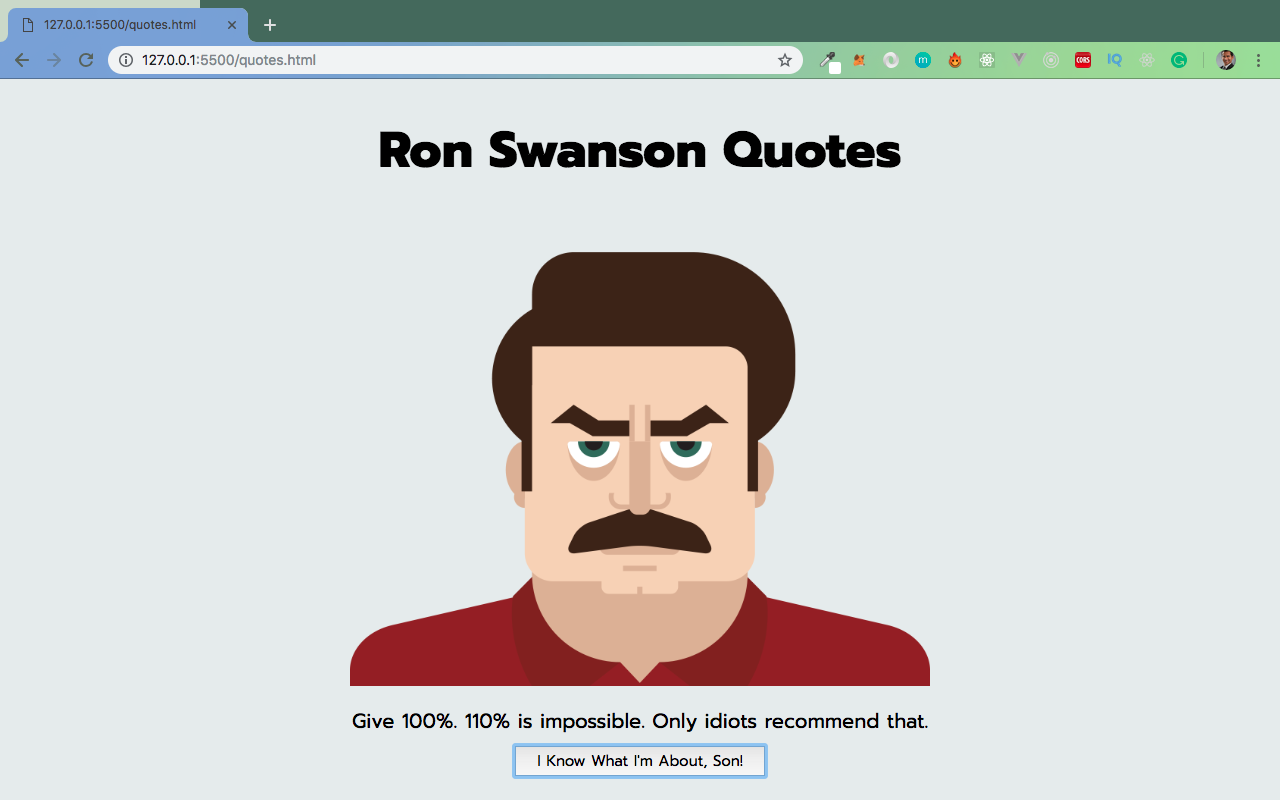 127.0.0.1:5500/quotes.html
127.0.0.1:5500/quotes.html
m
CORS
IQ
G
Ron Swanson Quotes
Give 100%. 110% is impossible. Only idiots recommend that.
I Know What I'm About, Son!